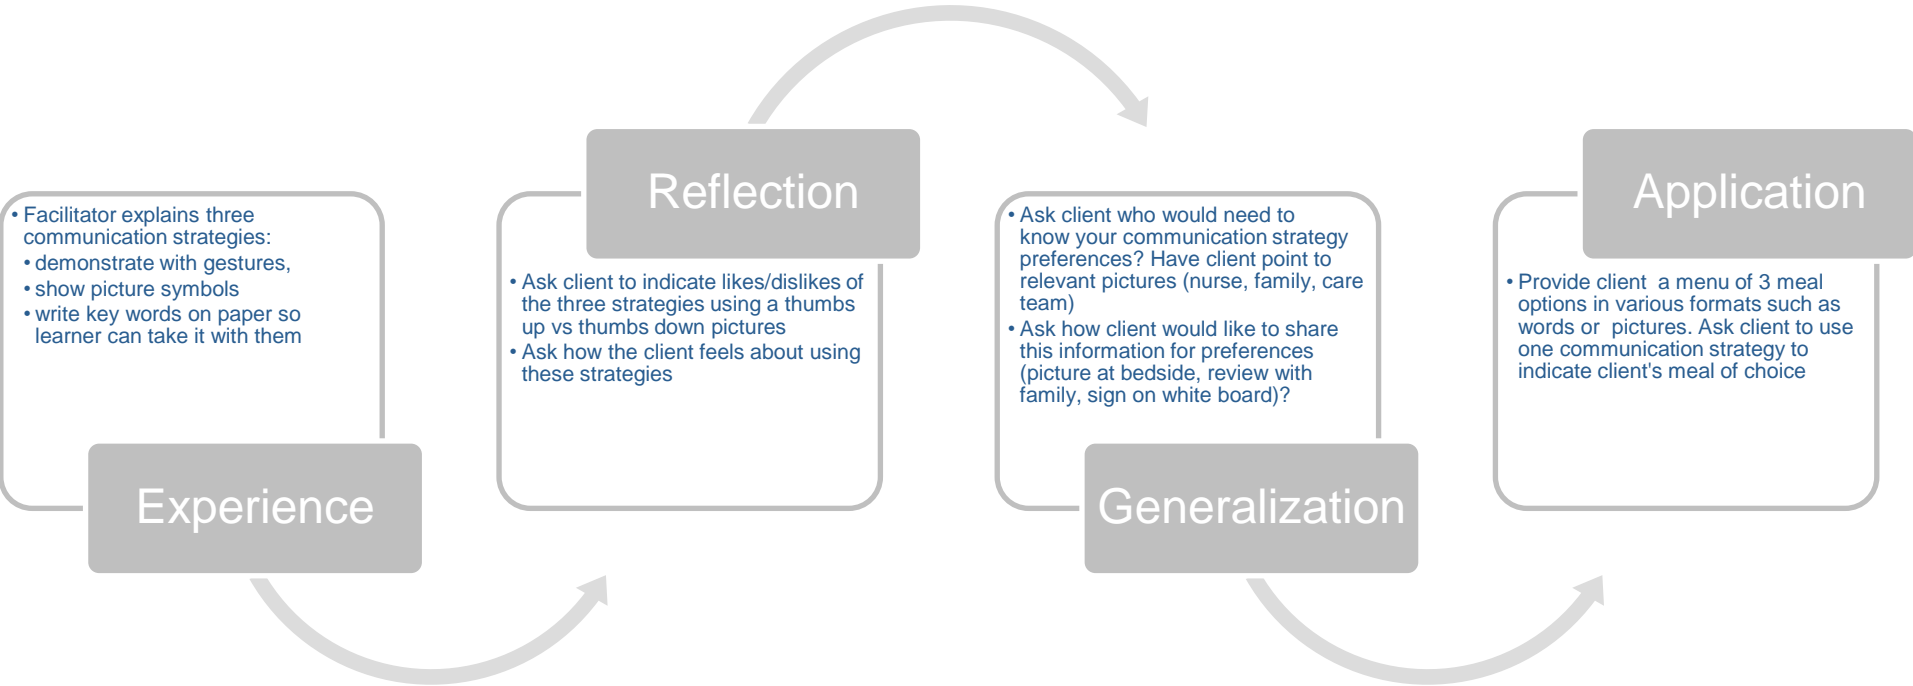 • Facilitator explains three
communication strategies:
• demonstrate with gestures,
• show picture symbols
• write key words on paper so
learner can take it with them
Experience
Reflection
• Ask client to indicate likes/dislikes of
the three strategies using a thumbs
up vs thumbs down pictures
• Ask how the client feels about using
these strategies
• Ask client who would need to
know your communication strategy
preferences? Have client point to
relevant pictures (nurse, family, care
team)
• Ask how client would like to share
this information for preferences
(picture at bedside, review with
family, sign on white board)?
Generalization
Application
• Provide client  a menu of 3 meal
options in various formats such as
words or  pictures. Ask client to use
one communication strategy to
indicate client's meal of choice